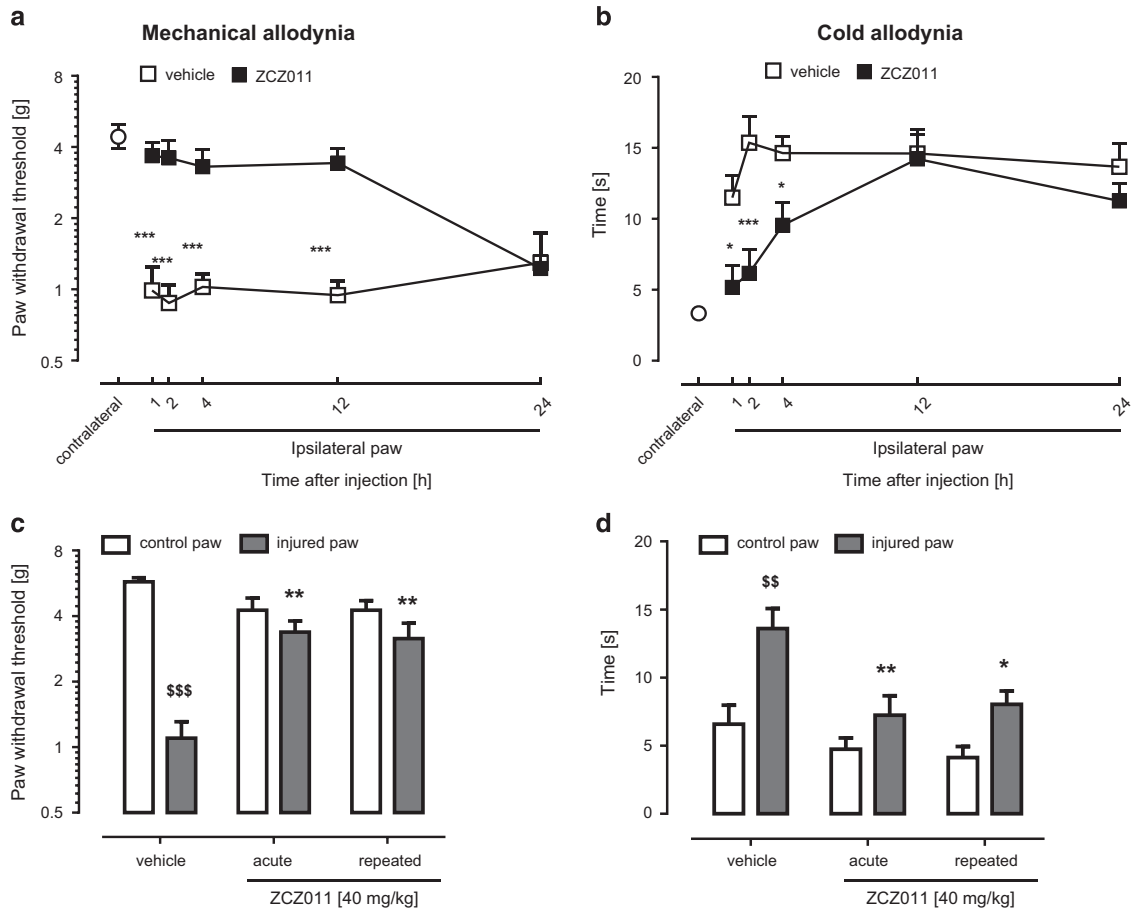 a
Mechanical allodynia
vehicle ZCZ011
Paw withdrawal threshold [g]
8
4
2
1
0.5
***
***
***
***
contralateral 1 2 4 12 24
Ipsilateral paw
Time after injection [h]
b
Cold allodynia
vehicle ZCZ011
Time [s]
20
15
10
5
0
*
***
*
contralateral 1 2 4 12 24
Ipsilateral paw
Time after injection [h]
c
control paw injured paw
Paw withdrawal threshold [g]
8
4
2
1
0.5
$$$
**
**
vehicle acute repeated
ZCZ011 [40 mg/kg]
d
control paw injured paw
Time [s]
20
15
10
5
0
$$
**
*
vehicle acute repeated
ZCZ011 [40 mg/kg]